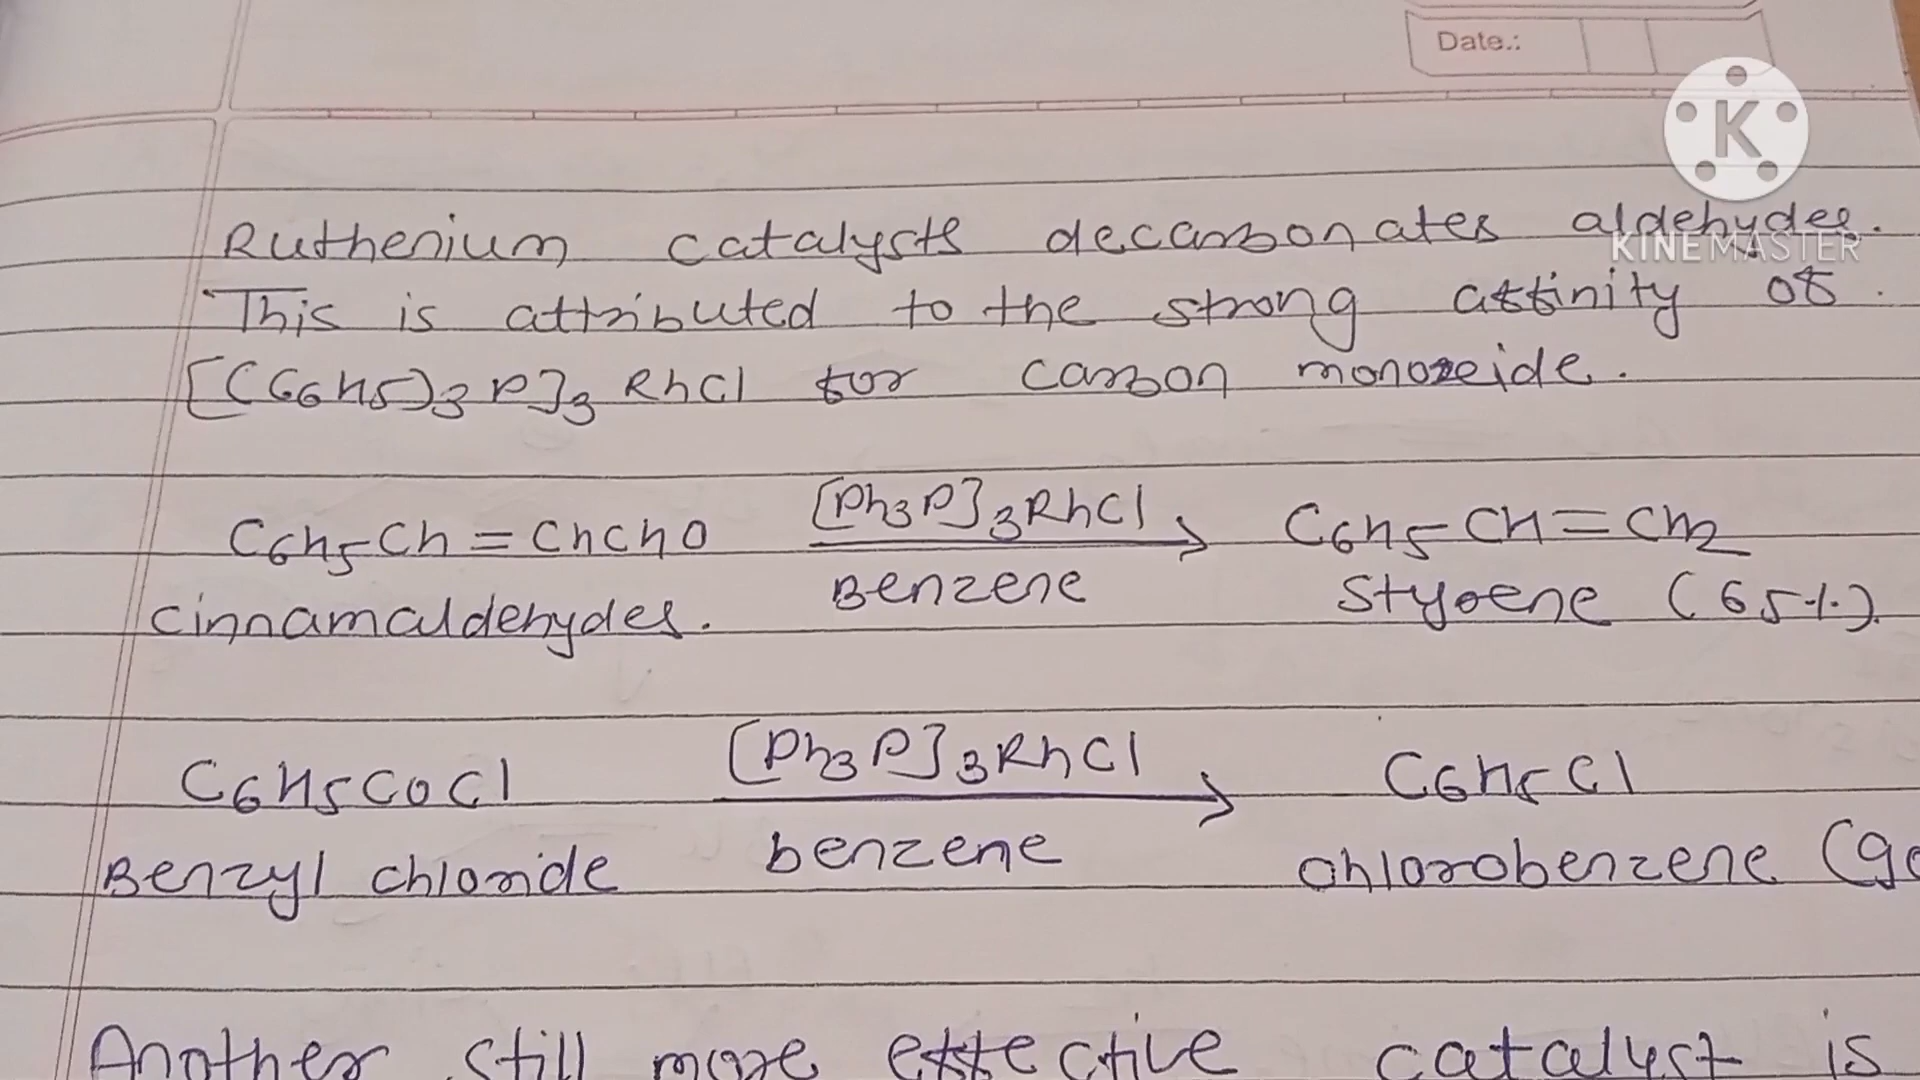 Date.:
K
KINEMASTER
Ruthenium catalysts decarbonates aldehydes.
This is attributed to the strong affinity of
[(C6H5)3P]3 RhCl for carbon monoxide.
C6H5-CH=CHCHO [Ph3P]3RhCl C6H5-CH=CH2
Benzene
cinnamaldehydes. Styrene (65%).
C6H5COCl [Ph3P]3RhCl C6H5Cl
Benzyl chloride benzene chlorobenzene (90
Another still more effective catalyst is